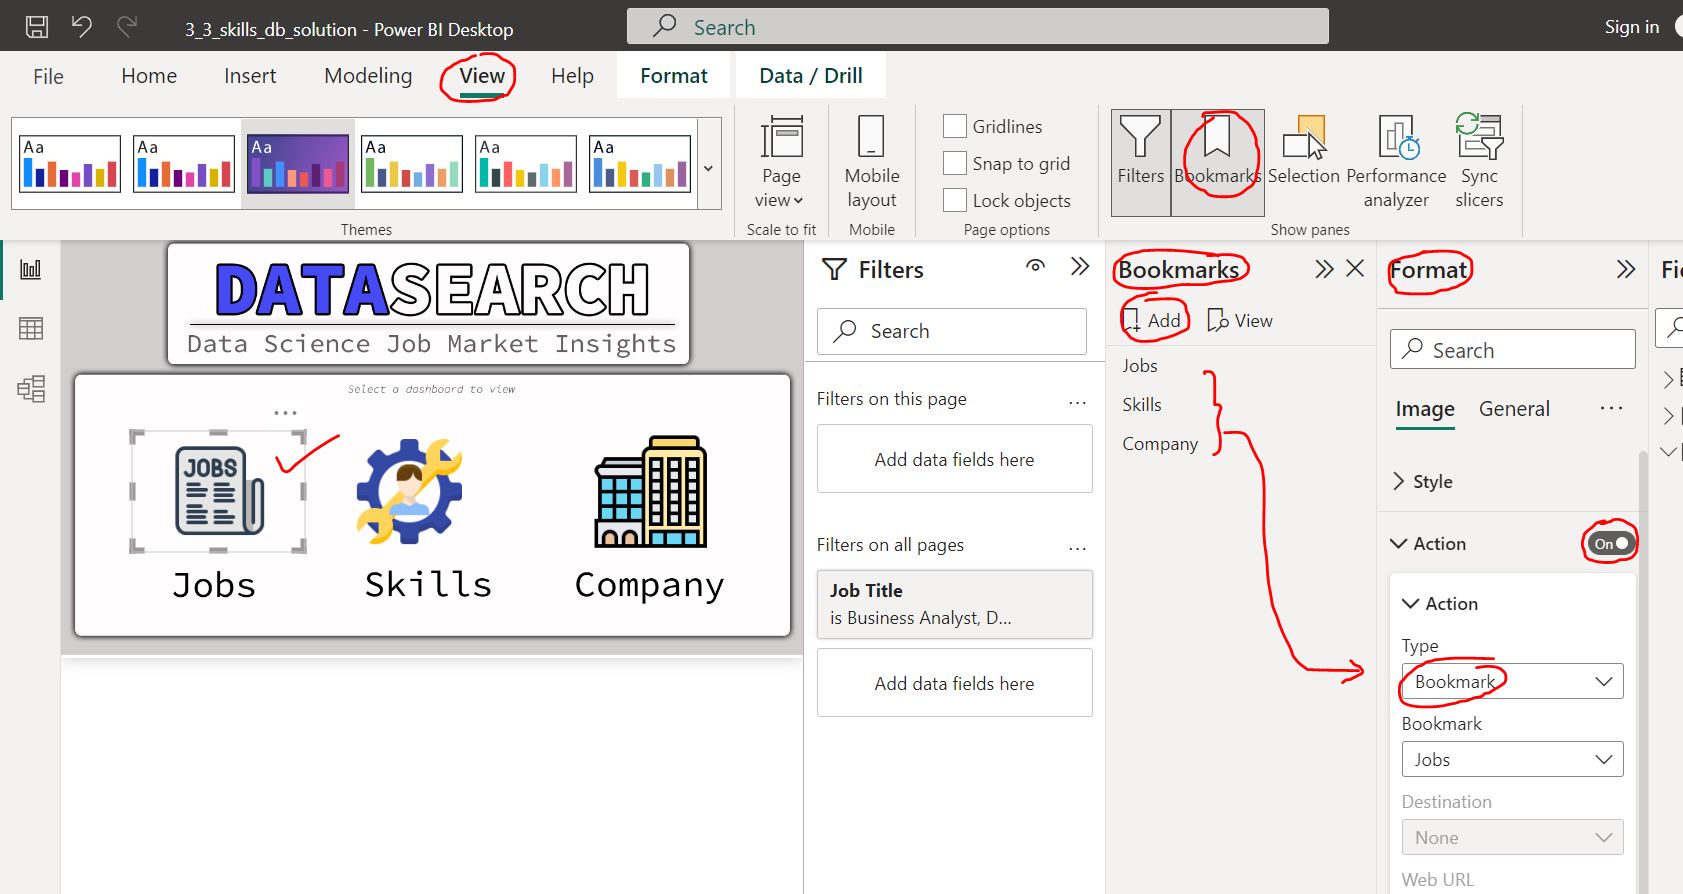 3_3_skills_db_solution - Power BI Desktop
Search
Sign in
File Home Insert Modeling View Help Format Data / Drill
Aa Aa Aa Aa Aa Aa
Themes
Page view
Scale to fit
Mobile layout
Mobile
Gridlines
Snap to grid
Lock objects
Page options
Filters
Bookmarks
Selection
Performance analyzer
Sync slicers
Show panes
DATASEARCH
Data Science Job Market Insights
Select a dashboard to view
JOBS
Jobs Skills Company
Filters
Search
Filters on this page
Add data fields here
Filters on all pages
Job Title
is Business Analyst, D...
Add data fields here
Bookmarks
Add View
Jobs
Skills
Company
Format
Search
Image General
Style
Action On
Action
Type
Bookmark
Bookmark
Jobs
Destination
None
Web URL